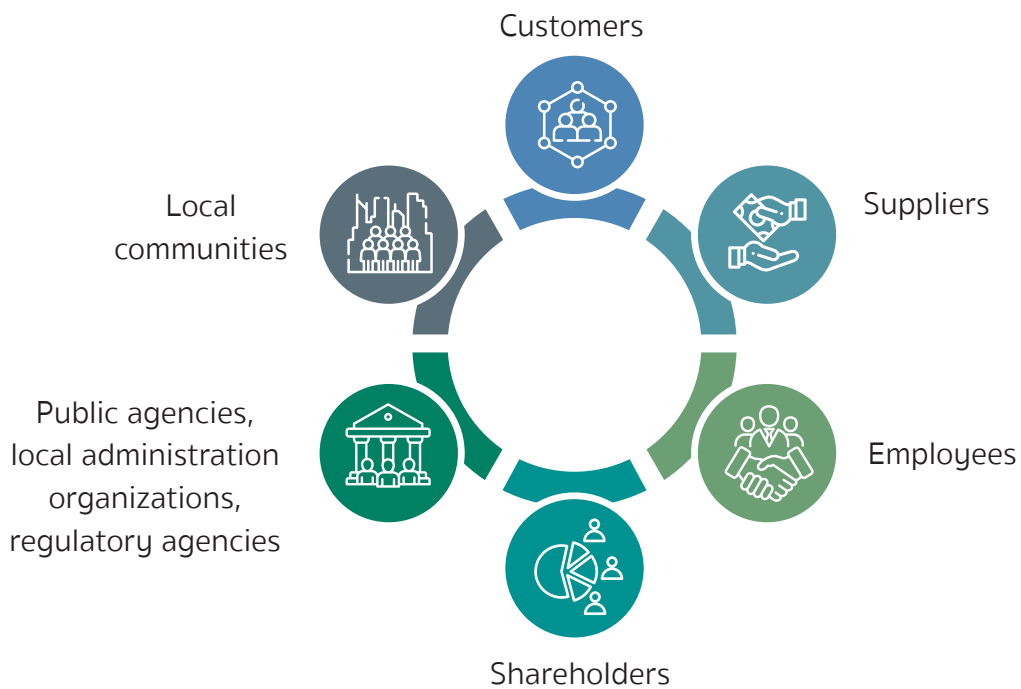 Customers
Suppliers
Local
communities
Public agencies,
local administration
organizations,
regulatory agencies
Employees
Shareholders